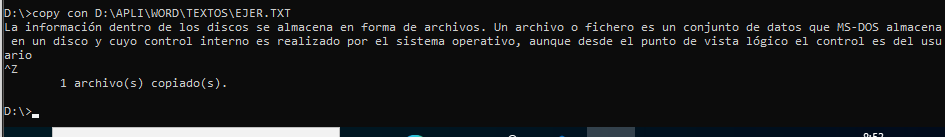 D:\>copy con D:\APLI\WORD\TEXTOS\EJER.TXT
La información dentro de los discos se almacena en forma de archivos. Un archivo o fichero es un conjunto de datos que MS-DOS almacena
 en un disco y cuyo control interno es realizado por el sistema operativo, aunque desde el punto de vista lógico el control es del usu
ario
^Z
        1 archivo(s) copiado(s).
D:\>